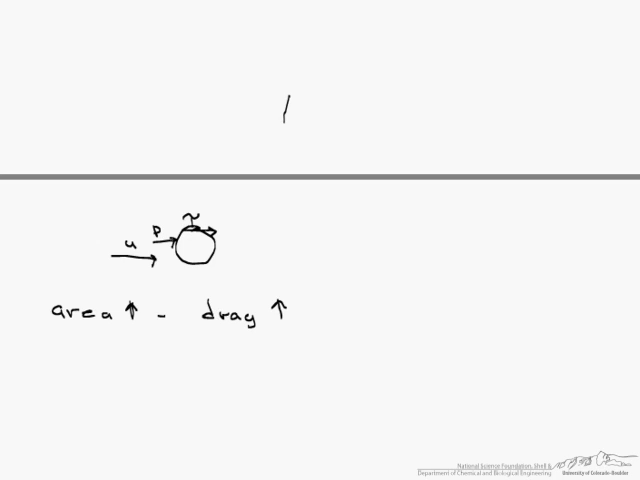 τ
P
u
area ↑ - drag ↑
National Science Foundation, Shell &
Department of Chemical and Biological Engineering
University of Colorado-Boulder